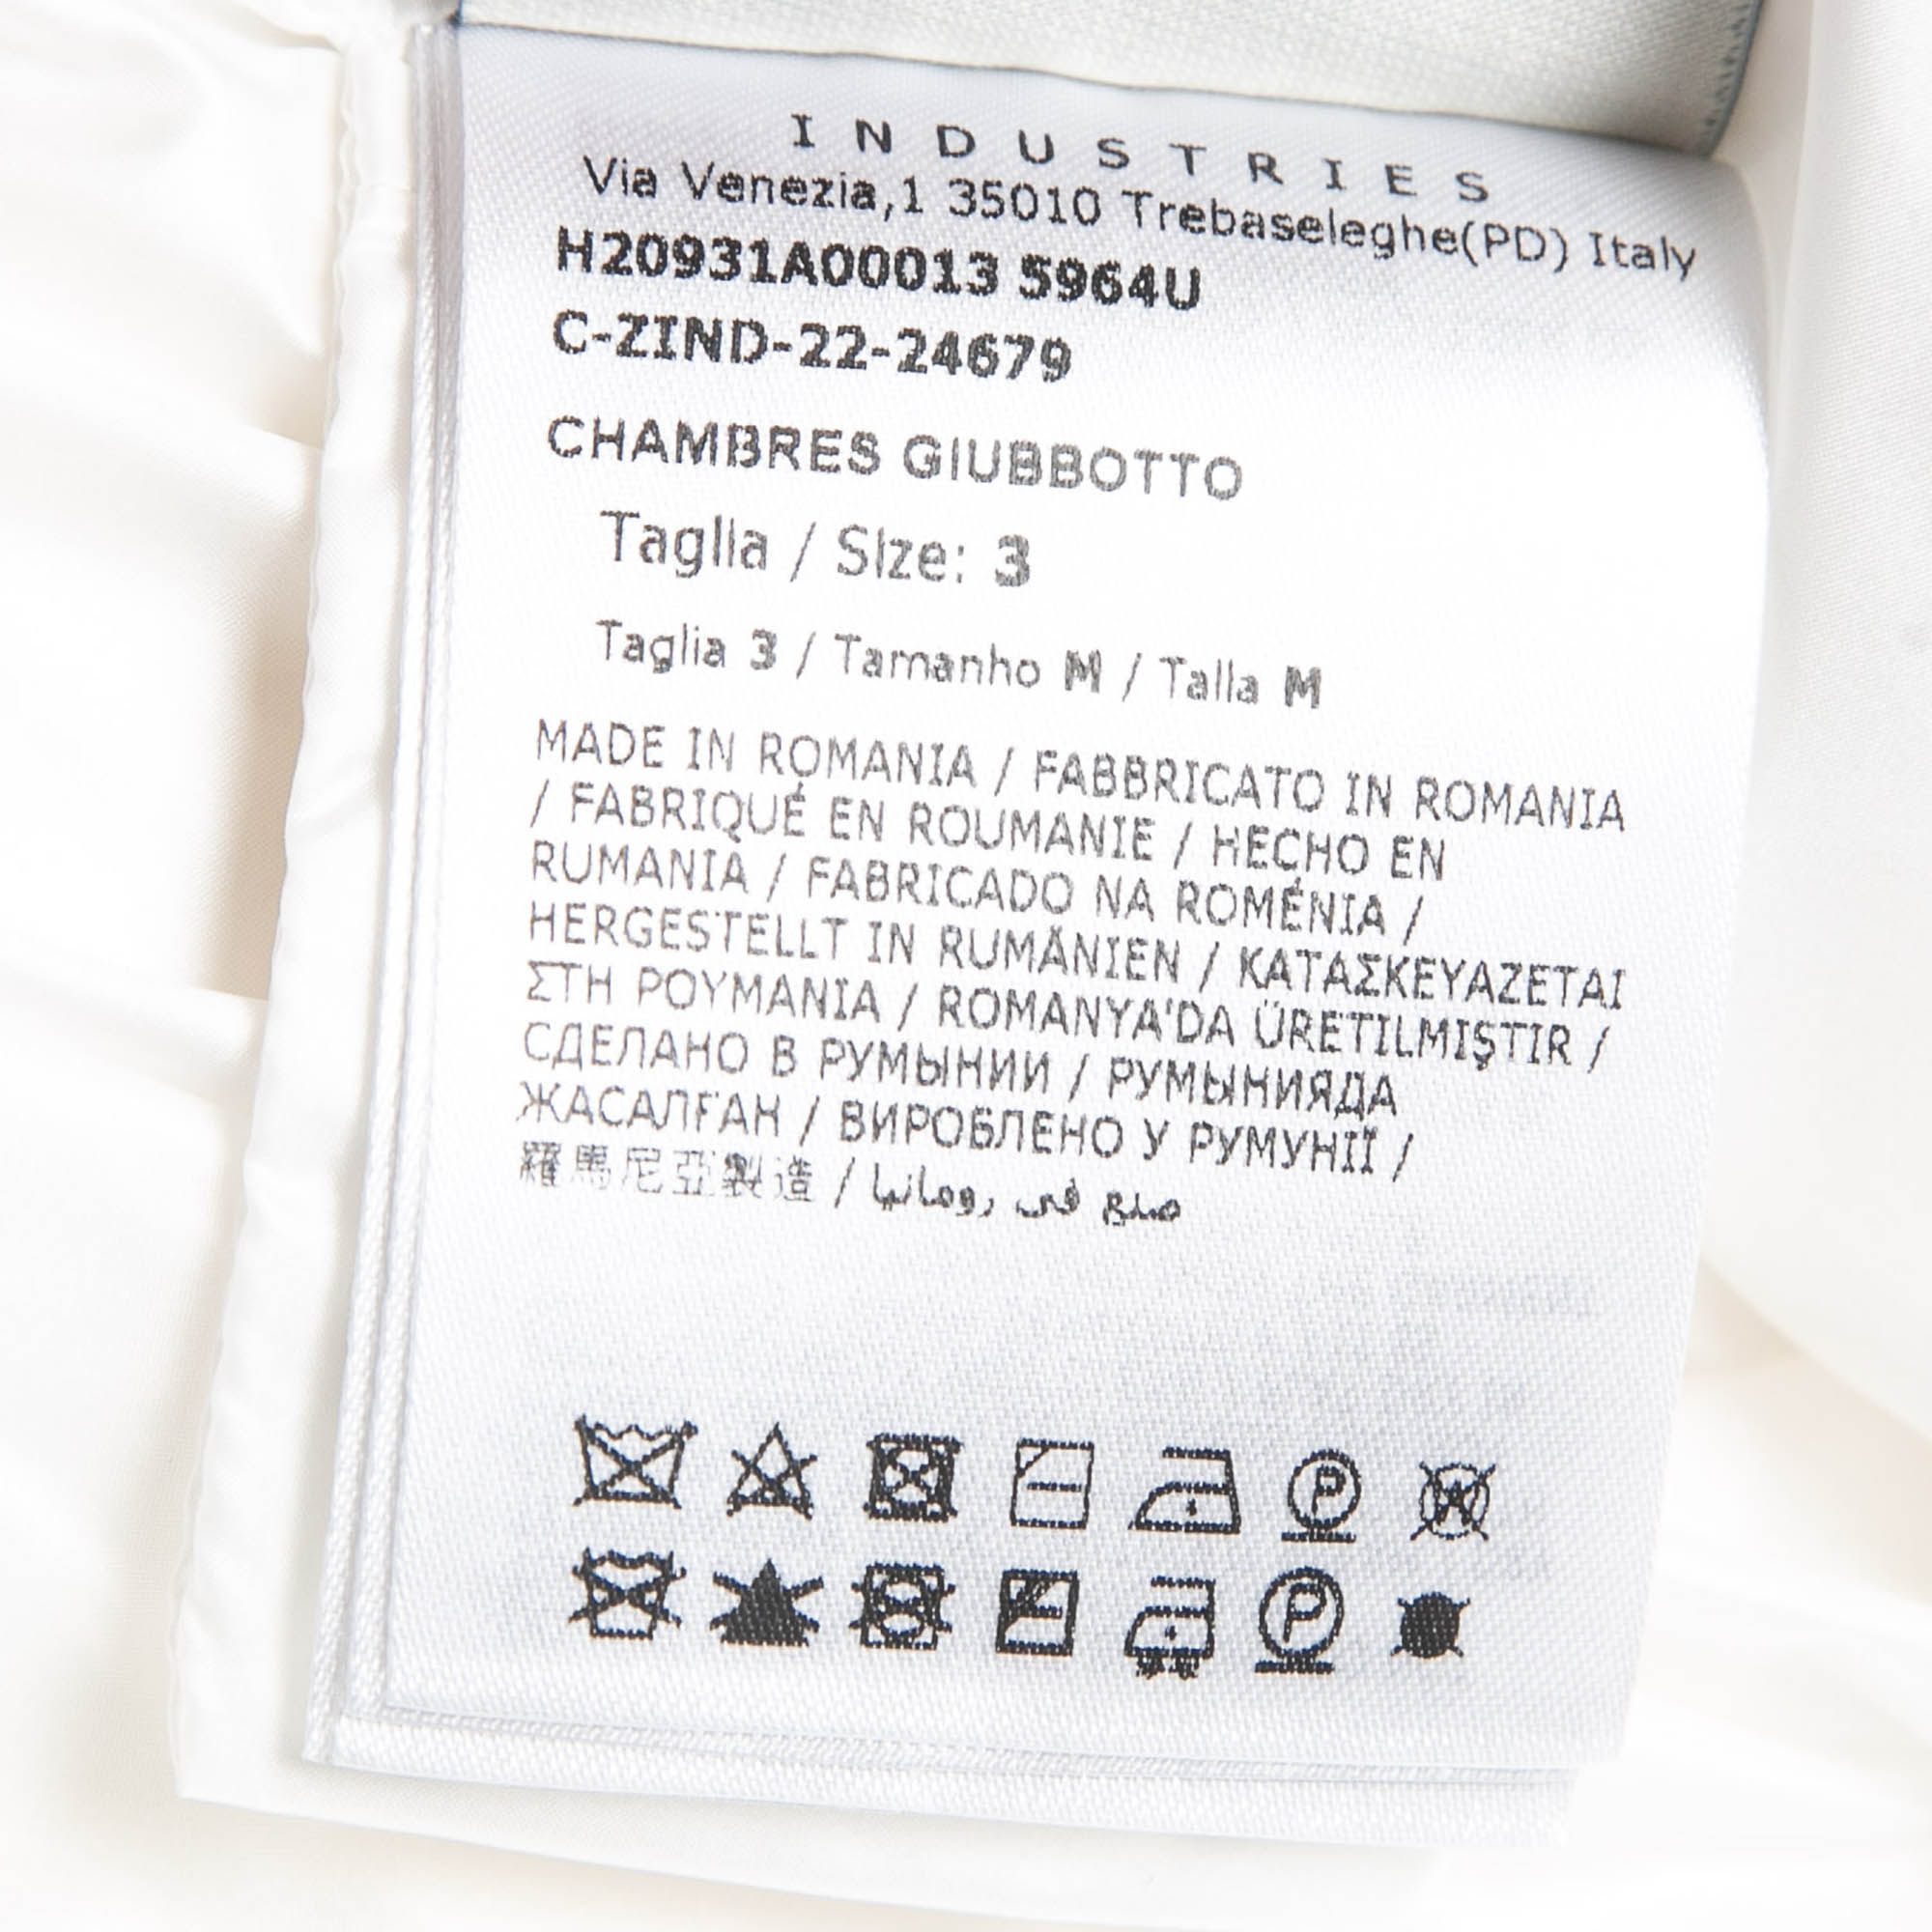 INDUSTRIES
Via Venezia,1 35010 Trebaseleghe(PD) Italy
H20931A00013 5964U
C-ZIND-22-24679
CHAMBRES GIUBBOTTO
Taglia / Size: 3
Taglia 3 / Tamanho M / Talla M
MADE IN ROMANIA / FABBRICATO IN ROMANIA
/ FABRIQUÉ EN ROUMANIE / HECHO EN
RUMANIA / FABRICADO NA ROMÉNIA /
HERGESTELLT IN RUMÄNIEN / ΚΑΤΑΣΚΕΥΑΖΕΤΑΙ
ΣΤΗ ΡΟΥΜΑΝΙΑ / ROMANYA'DA ÜRETILMIŞTIR /
СДЕЛАНО В РУМЫНИИ / РУМЫНИЯДА
ЖАСАЛҒАН / ВИРОБЛЕНО У РУМУНІЇ /
羅馬尼亞製造 / صنع في رومانيا
P W
P